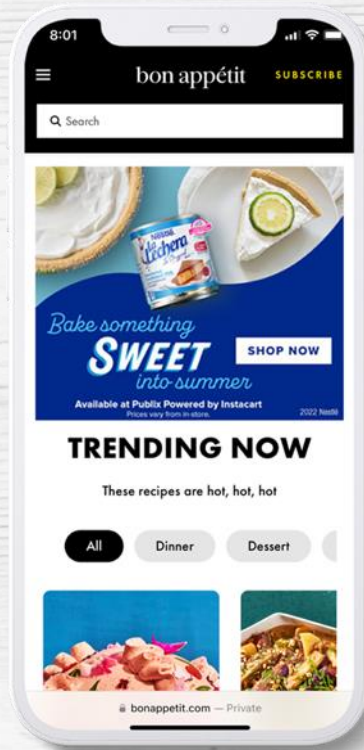 8:01
bon appétit
SUBSCRIBE
Search
Nestlé
La Lechera
Bake something
SWEET
into summer
SHOP NOW
Available at Publix Powered by Instacart
Prices vary from in-store.
2022 Nestlé
TRENDING NOW
These recipes are hot, hot, hot
All
Dinner
Dessert
bonappetit.com — Private